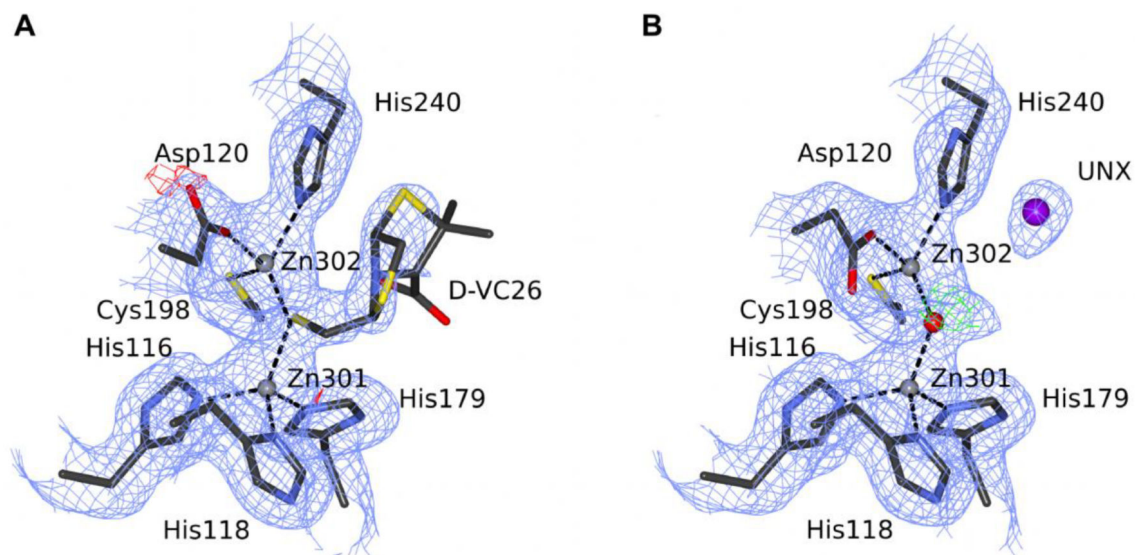 A
His240
Asp120
Zn302
D-VC26
Cys198
His116
Zn301
His179
His118
B
His240
Asp120
UNX
Zn302
Cys198
His116
Zn301
His179
His118